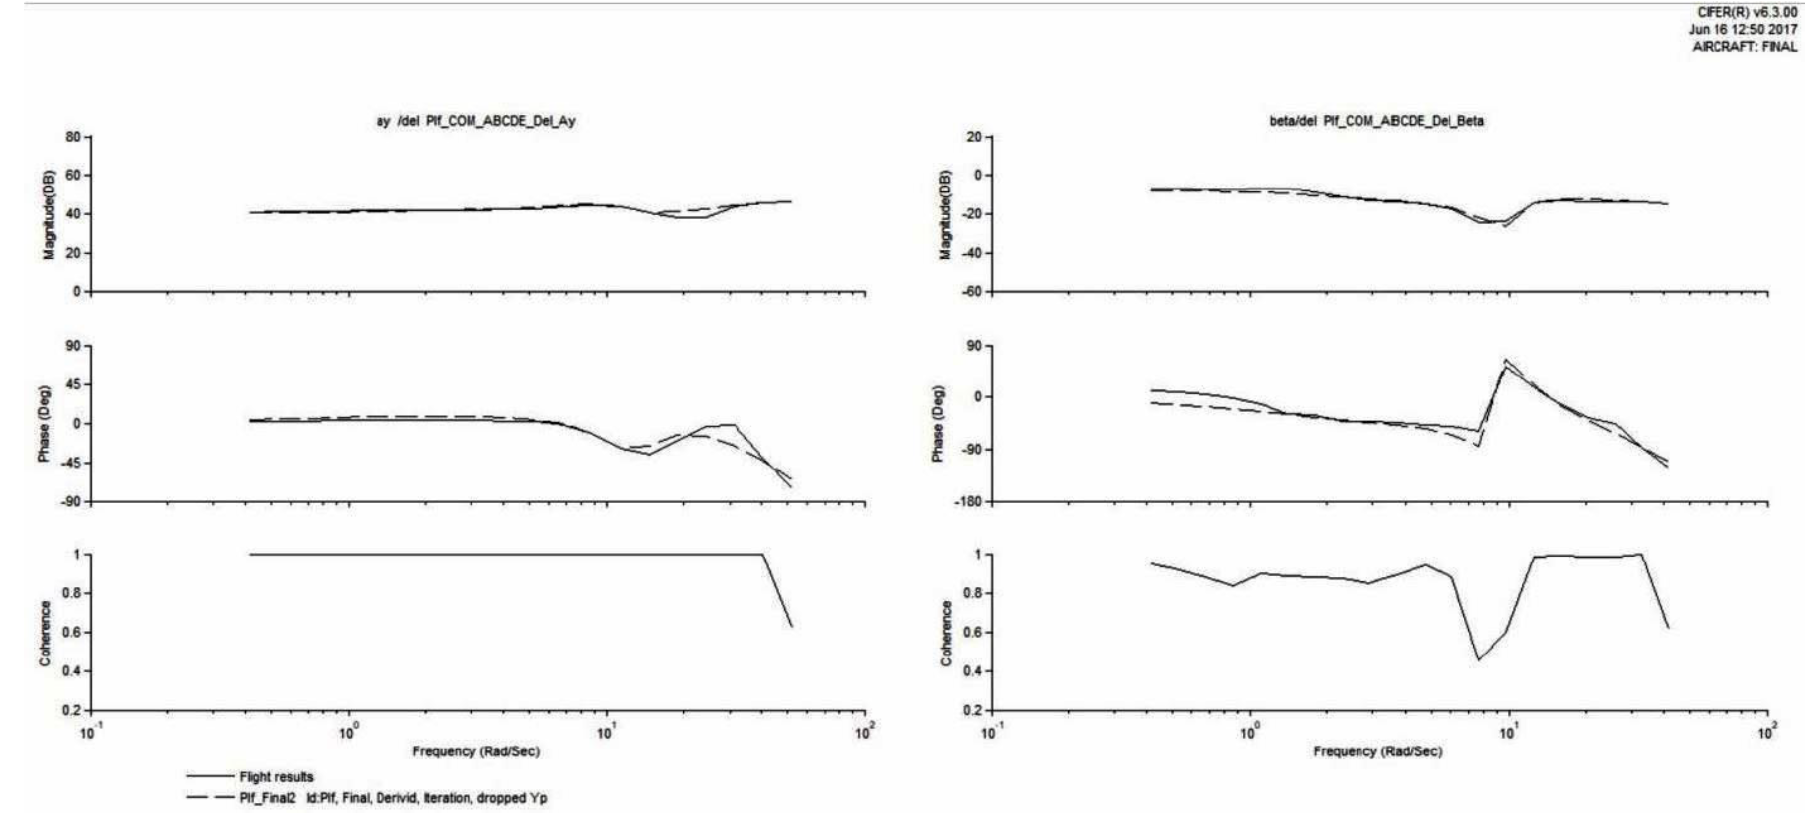 CIFER(R) v6.3.00
Jun 16 12:50 2017
AIRCRAFT: FINAL
ay /del Plf_COM_ABCDE_Del_Ay
80
60
40
20
0
Magnitude(DB)
90
45
0
-45
-90
Phase (Deg)
1
0.8
0.6
0.4
0.2
Coherence
10^-1
10^0
10^1
10^2
Frequency (Rad/Sec)
beta/del Plf_COM_ABCDE_Del_Beta
20
0
-20
-40
-60
Magnitude(DB)
90
0
-90
-180
Phase (Deg)
1
0.8
0.6
0.4
0.2
Coherence
10^-1
10^0
10^1
10^2
Frequency (Rad/Sec)
Flight results
Plf_Final2 Id:Plf, Final, Derivid, Iteration, dropped Yp